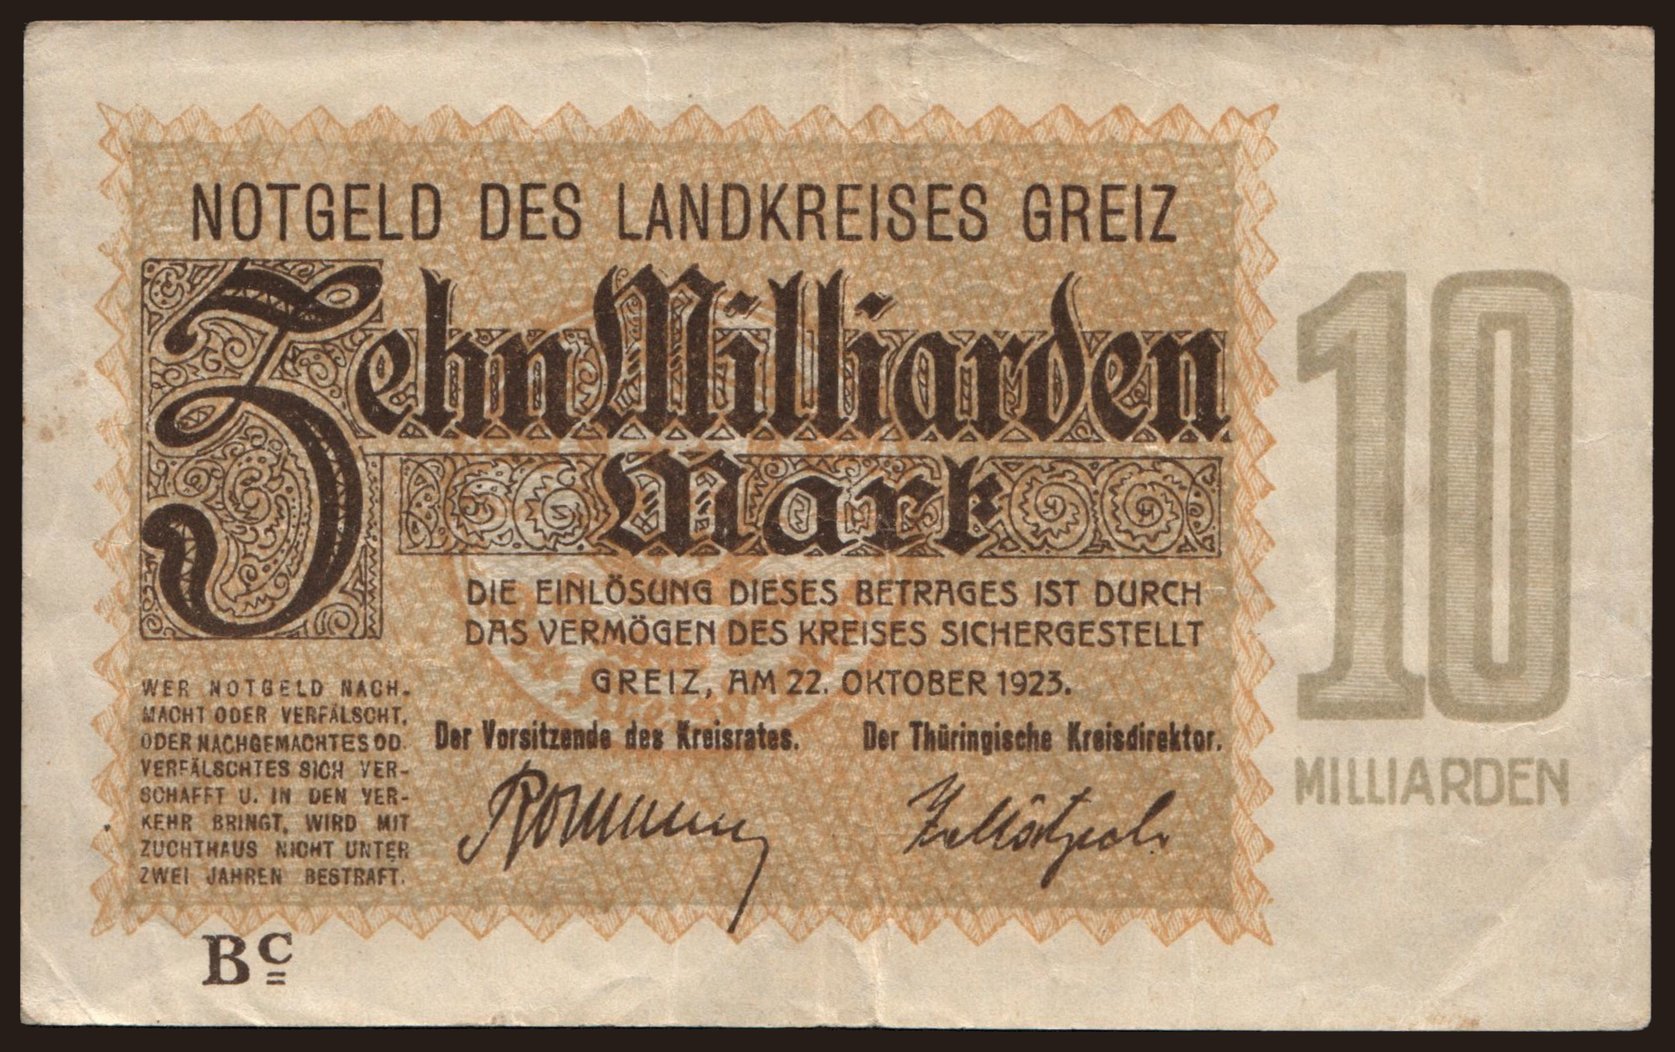 NOTGELD DES LANDKREISES GREIZ
Zehn Milliarden
Mark
DIE EINLÖSUNG DIESES BETRAGES IST DURCH
DAS VERMÖGEN DES KREISES SICHERGESTELLT
GREIZ, AM 22. OKTOBER 1923.
Der Vorsitzende des Kreisrates.
Der Thüringische Kreisdirektor.
WER NOTGELD NACH-
MACHT ODER VERFÄLSCHT,
ODER NACHGEMACHTES OD.
VERFÄLSCHTES SICH VER-
SCHAFFT U. IN DEN VER-
KEHR BRINGT, WIRD MIT
ZUCHTHAUS NICHT UNTER
ZWEI JAHREN BESTRAFT.
Bc
10
MILLIARDEN